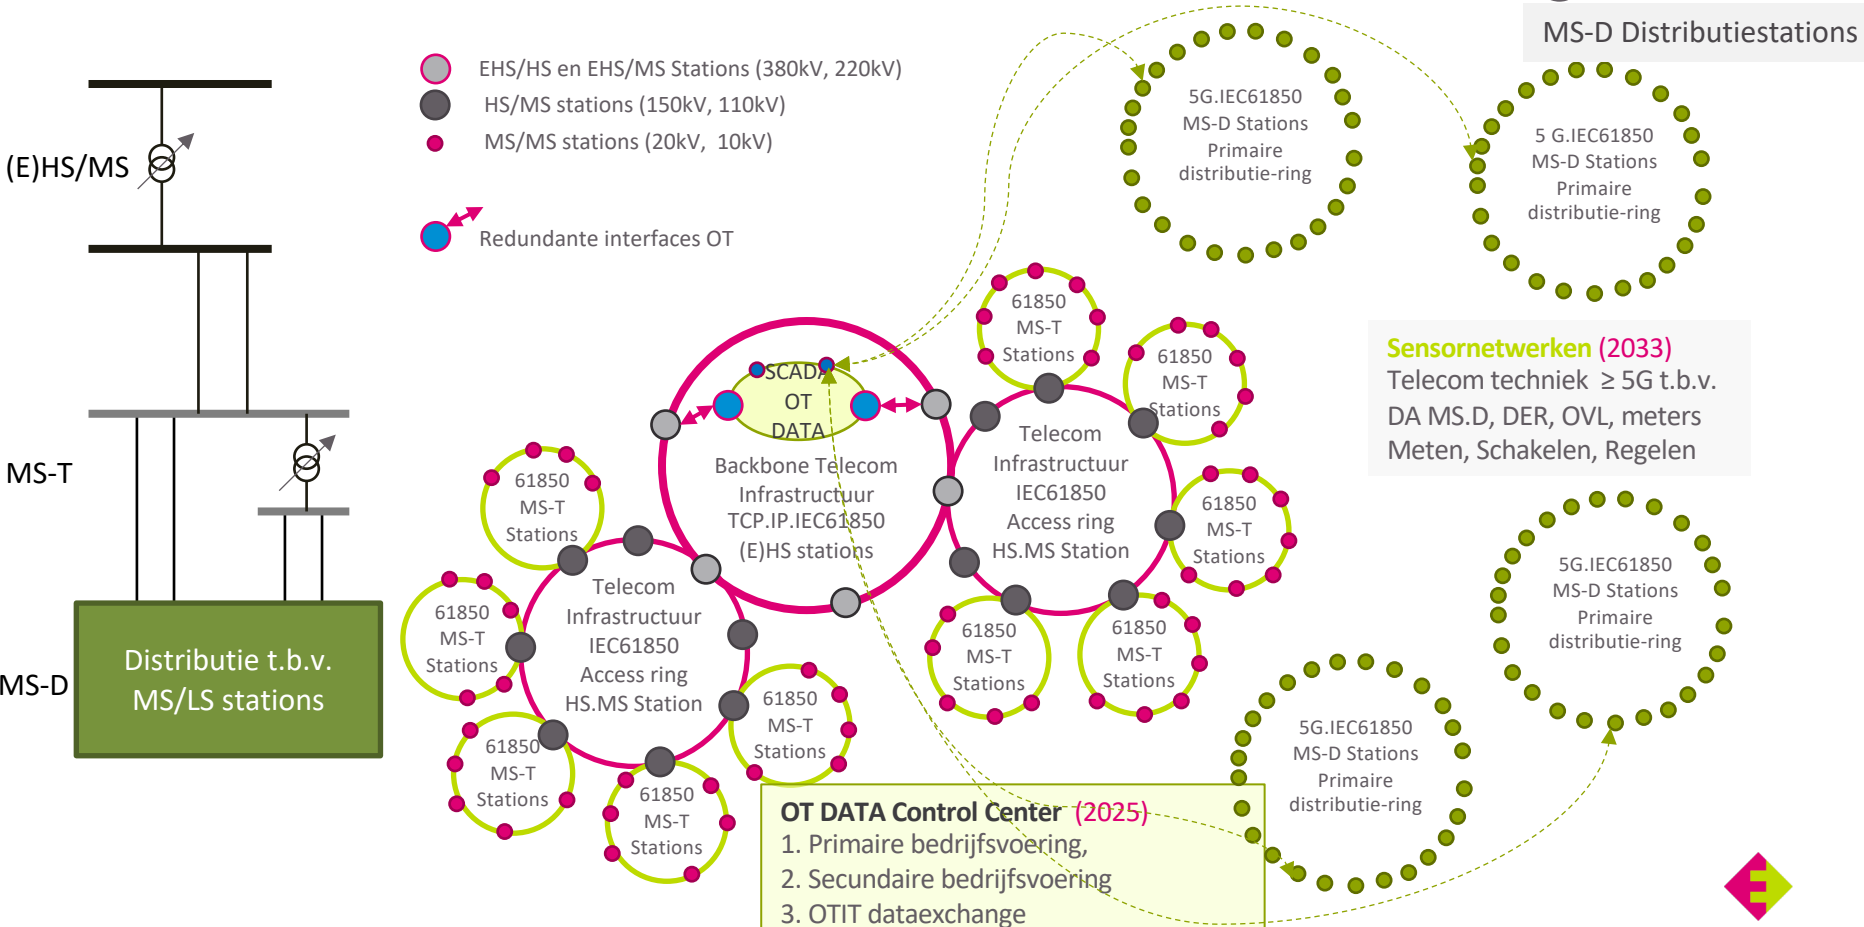 MS-D Distributiestations
EHS/HS en EHS/MS Stations (380kV, 220kV)
HS/MS stations (150kV, 110kV)
MS/MS stations (20kV, 10kV)
Redundante interfaces OT
(E)HS/MS
MS-T
MS-D
Distributie t.b.v.
MS/LS stations
5G.IEC61850
MS-D Stations
Primaire
distributie-ring
5 G.IEC61850
MS-D Stations
Primaire
distributie-ring
Sensornetwerken (2033)
Telecom techniek ≥ 5G t.b.v.
DA MS.D, DER, OVL, meters
Meten, Schakelen, Regelen
SCADA
OT
DATA
Backbone Telecom
Infrastructuur
TCP.IP.IEC61850
(E)HS stations
Telecom
Infrastructuur
IEC61850
Access ring
HS.MS Station
61850
MS-T
Stations
61850
MS-T
Stations
61850
MS-T
Stations
61850
MS-T
Stations
61850
MS-T
Stations
Telecom
Infrastructuur
IEC61850
Access ring
HS.MS Station
61850
MS-T
Stations
61850
MS-T
Stations
61850
MS-T
Stations
61850
MS-T
Stations
61850
MS-T
Stations
5G.IEC61850
MS-D Stations
Primaire
distributie-ring
5G.IEC61850
MS-D Stations
Primaire
distributie-ring
OT DATA Control Center (2025)
1. Primaire bedrijfsvoering,
2. Secundaire bedrijfsvoering
3. OTIT dataexchange